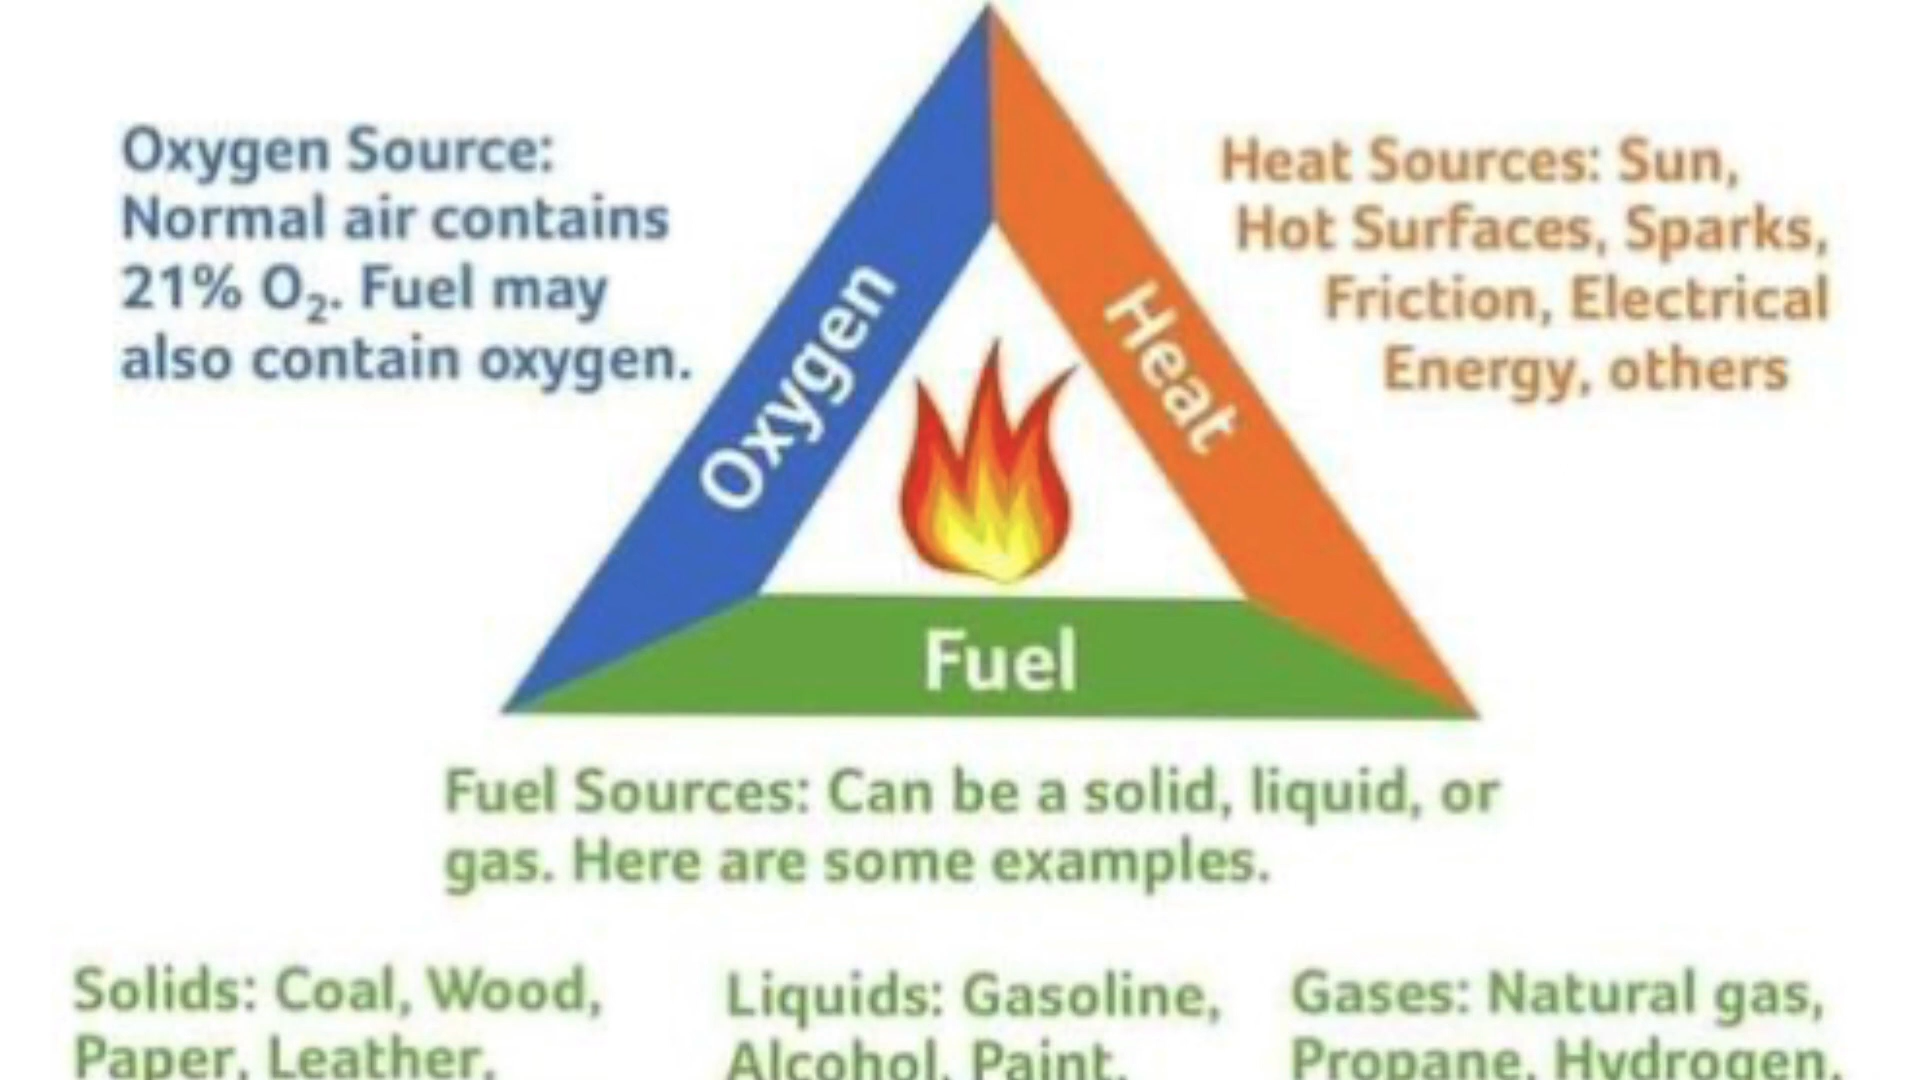 Oxygen Source:
Normal air contains
21% O₂. Fuel may
also contain oxygen.
Heat Sources: Sun,
Hot Surfaces, Sparks,
Friction, Electrical
Energy, others
Oxygen
Heat
Fuel
Fuel Sources: Can be a solid, liquid, or
gas. Here are some examples.
Solids: Coal, Wood,
Paper, Leather,
Liquids: Gasoline,
Alcohol, Paint,
Gases: Natural gas,
Propane, Hydrogen,